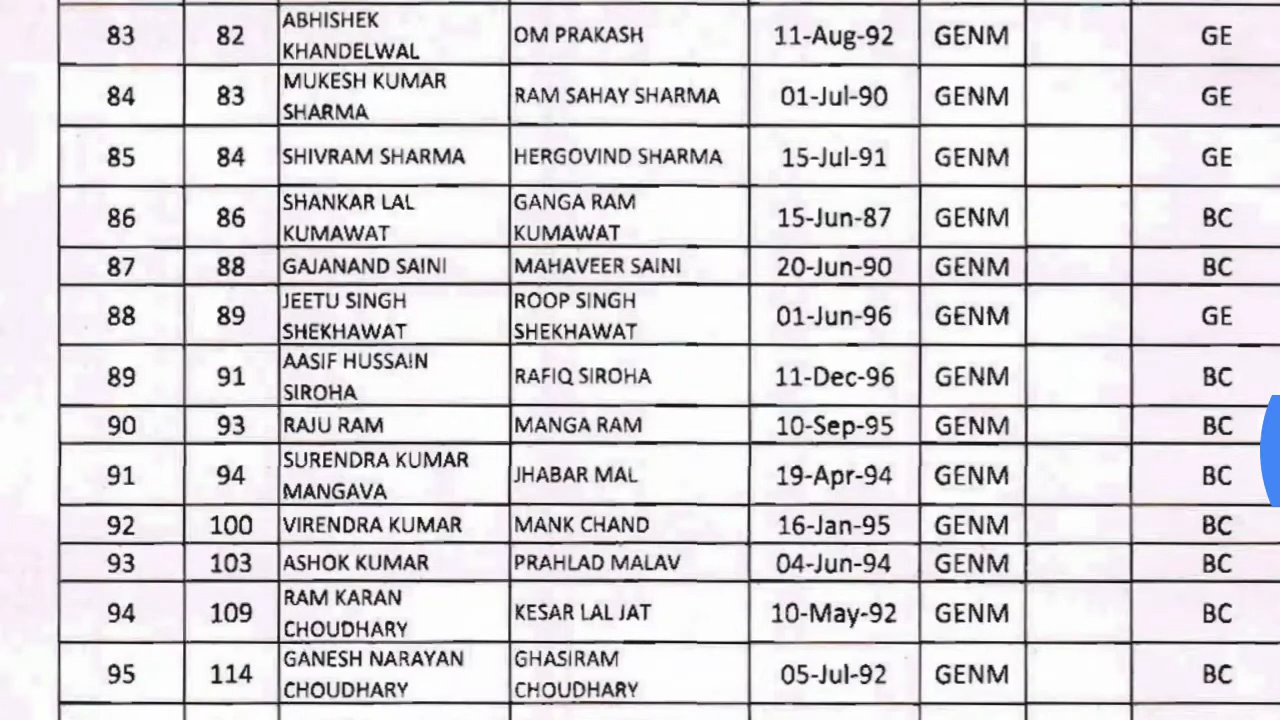 83 82 ABHISHEK KHANDELWAL OM PRAKASH 11-Aug-92 GENM GE
84 83 MUKESH KUMAR SHARMA RAM SAHAY SHARMA 01-Jul-90 GENM GE
85 84 SHIVRAM SHARMA HERGOVIND SHARMA 15-Jul-91 GENM GE
86 86 SHANKAR LAL KUMAWAT GANGA RAM KUMAWAT 15-Jun-87 GENM BC
87 88 GAJANAND SAINI MAHAVEER SAINI 20-Jun-90 GENM BC
88 89 JEETU SINGH SHEKHAWAT ROOP SINGH SHEKHAWAT 01-Jun-96 GENM GE
89 91 AASIF HUSSAIN SIROHA RAFIQ SIROHA 11-Dec-96 GENM BC
90 93 RAJU RAM MANGA RAM 10-Sep-95 GENM BC
91 94 SURENDRA KUMAR MANGAVA JHABAR MAL 19-Apr-94 GENM BC
92 100 VIRENDRA KUMAR MANK CHAND 16-Jan-95 GENM BC
93 103 ASHOK KUMAR PRAHLAD MALAV 04-Jun-94 GENM BC
94 109 RAM KARAN CHOUDHARY KESAR LAL JAT 10-May-92 GENM BC
95 114 GANESH NARAYAN CHOUDHARY GHASIRAM CHOUDHARY 05-Jul-92 GENM BC